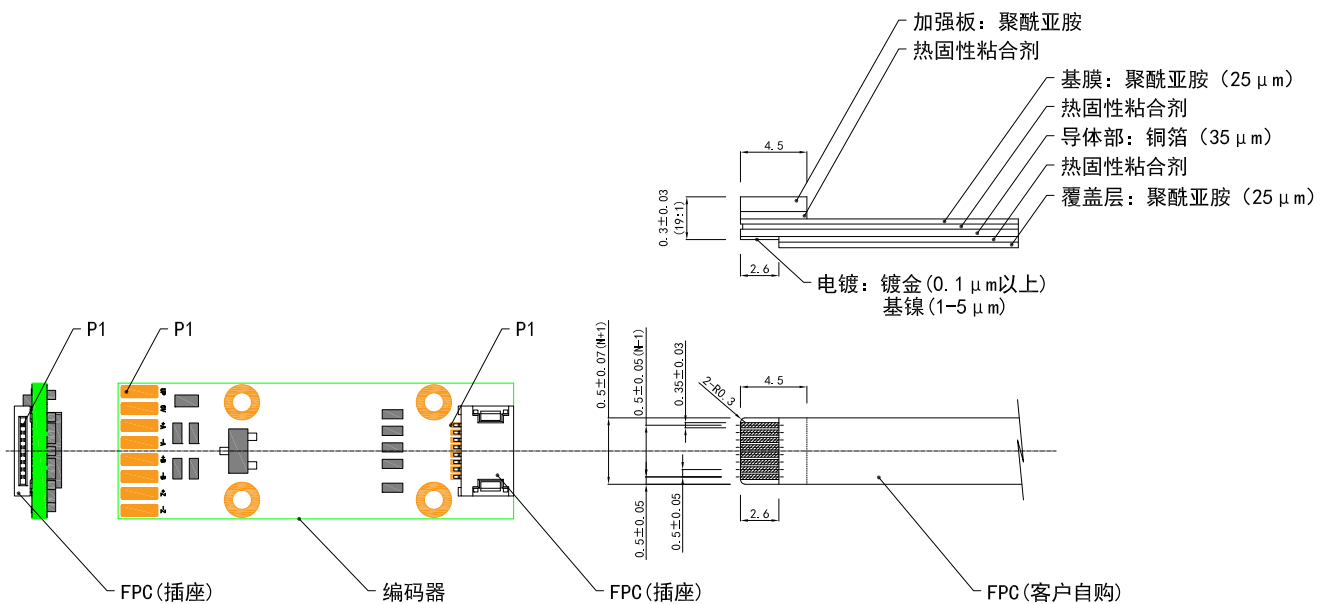 加强板：聚酰亚胺
热固性粘合剂
基膜：聚酰亚胺（25μm）
热固性粘合剂
导体部：铜箔（35μm）
热固性粘合剂
覆盖层：聚酰亚胺（25μm）
4.5
0.3±0.03
(19:1)
2.6
电镀：镀金(0.1μm以上)
基镍(1-5μm)
P1
P1
P1
0.5±0.07(N+1)
0.5±0.05(N-1)
0.35±0.03
2-R0.3
4.5
0.5±0.05
0.5±0.05
2.6
FPC(插座)
编码器
FPC(插座)
FPC(客户自购)